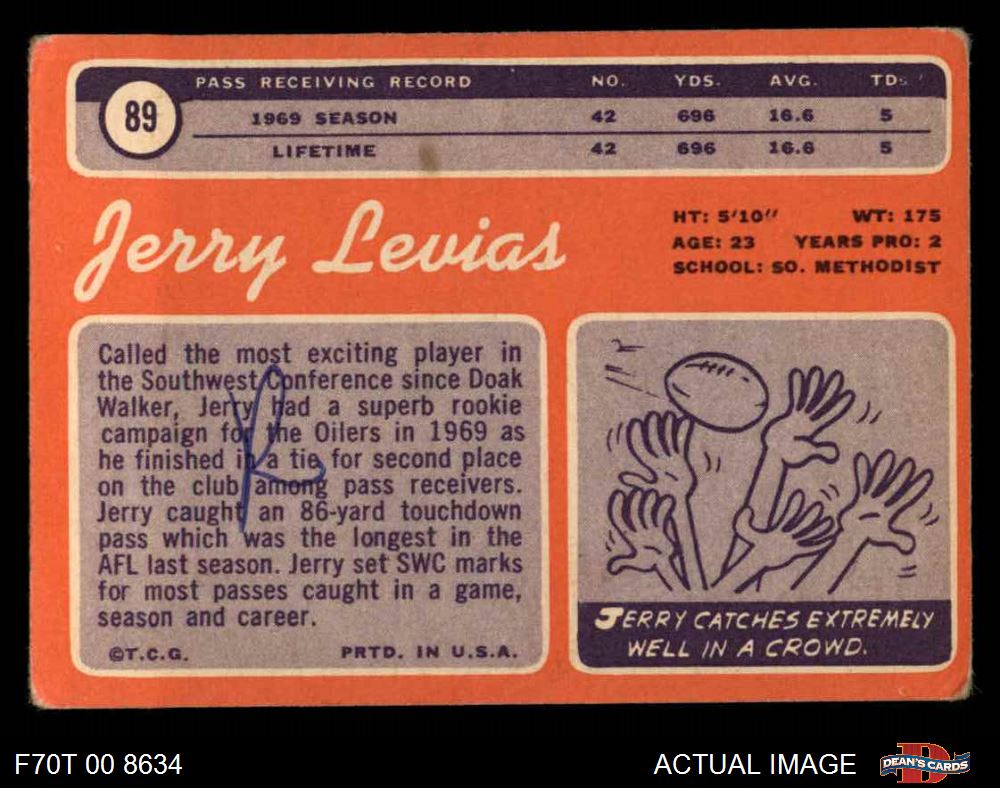 89
PASS RECEIVING RECORD NO. YDS. AVG. TDs
1969 SEASON 42 696 16.6 5
LIFETIME 42 696 16.6 5
Jerry Levias
HT: 5'10" WT: 175
AGE: 23 YEARS PRO: 2
SCHOOL: SO. METHODIST
Called the most exciting player in
the Southwest Conference since Doak
Walker, Jerry had a superb rookie
campaign for the Oilers in 1969 as
he finished in a tie for second place
on the club among pass receivers.
Jerry caught an 86-yard touchdown
pass which was the longest in the
AFL last season. Jerry set SWC marks
for most passes caught in a game,
season and career.
©T.C.G. PRTD. IN U.S.A.
JERRY CATCHES EXTREMELY
WELL IN A CROWD.
R
F70T 00 8634
ACTUAL IMAGE
D
DEAN'S CARDS